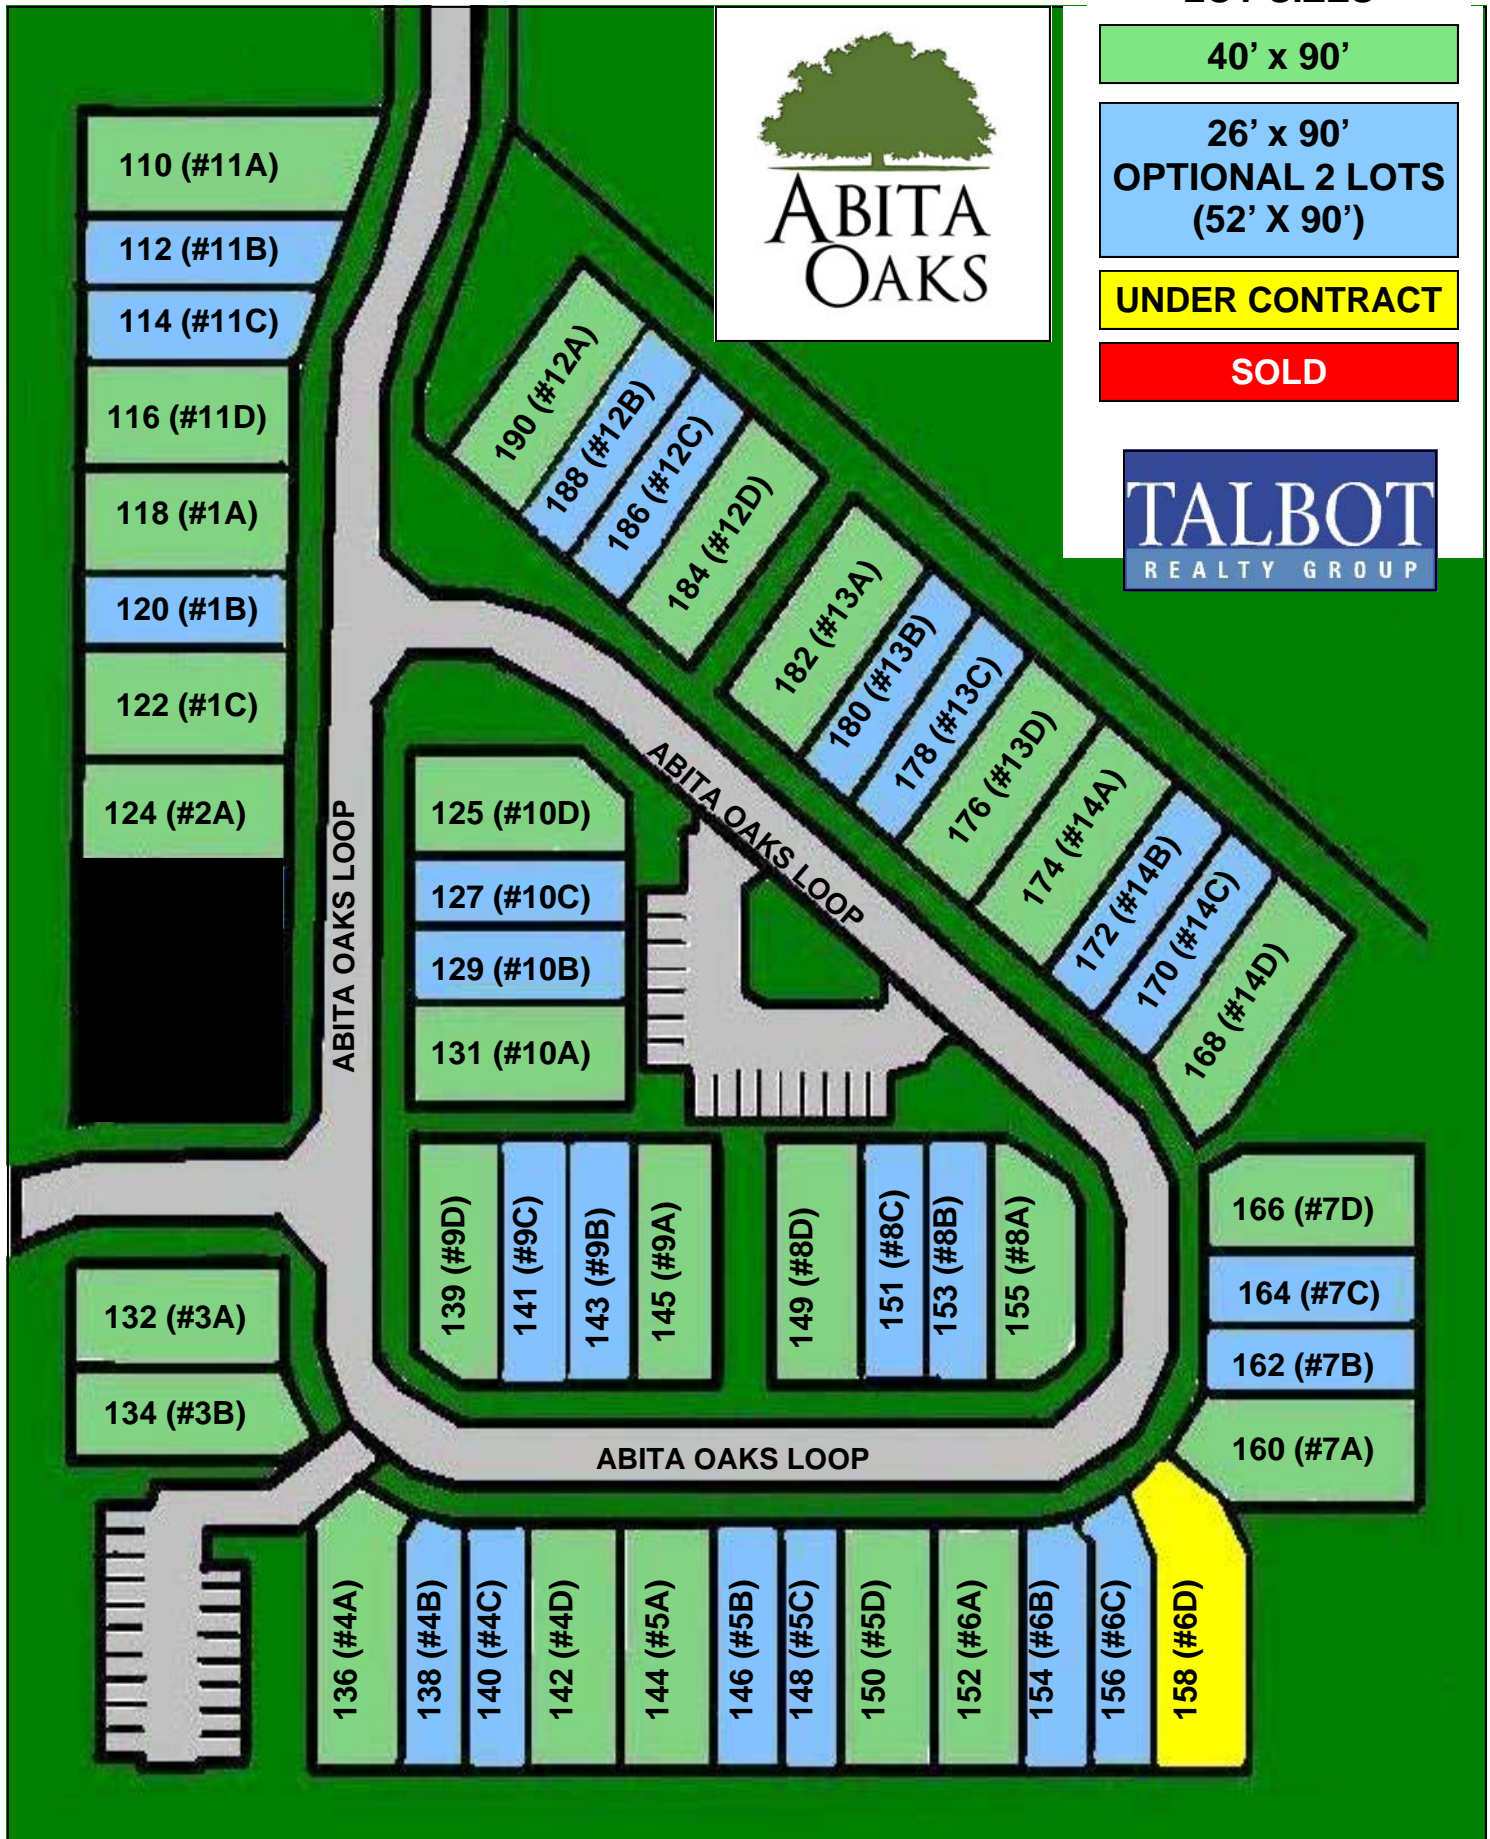 LOT SIZES
40’ x 90’
26’ x 90’
OPTIONAL 2 LOTS
(52’ X 90’)
UNDER CONTRACT
SOLD
TALBOT
REALTY GROUP
ABITA
OAKS
110 (#11A)
112 (#11B)
114 (#11C)
116 (#11D)
118 (#1A)
120 (#1B)
122 (#1C)
124 (#2A)
190 (#12A)
188 (#12B)
186 (#12C)
184 (#12D)
182 (#13A)
180 (#13B)
178 (#13C)
176 (#13D)
174 (#14A)
172 (#14B)
170 (#14C)
168 (#14D)
ABITA OAKS LOOP
ABITA OAKS LOOP
125 (#10D)
127 (#10C)
129 (#10B)
131 (#10A)
139 (#9D)
141 (#9C)
143 (#9B)
145 (#9A)
149 (#8D)
151 (#8C)
153 (#8B)
155 (#8A)
166 (#7D)
164 (#7C)
162 (#7B)
160 (#7A)
132 (#3A)
134 (#3B)
ABITA OAKS LOOP
136 (#4A)
138 (#4B)
140 (#4C)
142 (#4D)
144 (#5A)
146 (#5B)
148 (#5C)
150 (#5D)
152 (#6A)
154 (#6B)
156 (#6C)
158 (#6D)